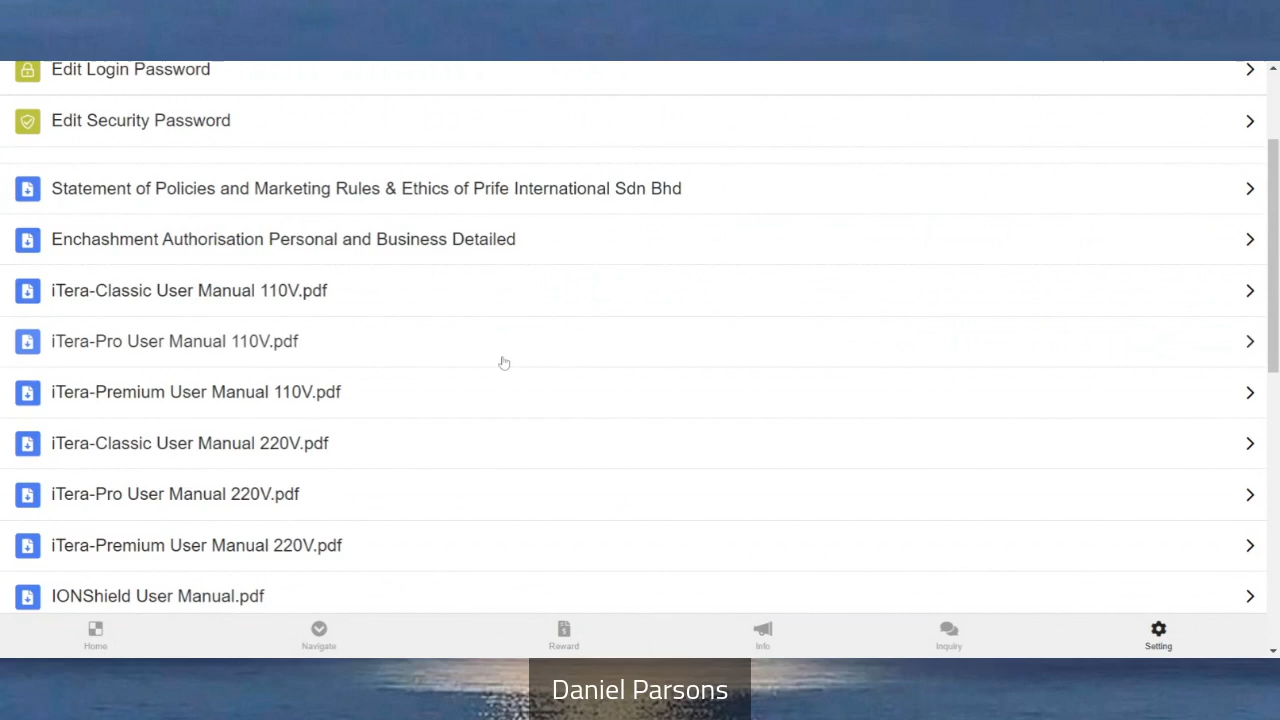 Edit Login Password
Edit Security Password
Statement of Policies and Marketing Rules & Ethics of Prife International Sdn Bhd
Enchashment Authorisation Personal and Business Detailed
iTera-Classic User Manual 110V.pdf
iTera-Pro User Manual 110V.pdf
iTera-Premium User Manual 110V.pdf
iTera-Classic User Manual 220V.pdf
iTera-Pro User Manual 220V.pdf
iTera-Premium User Manual 220V.pdf
IONShield User Manual.pdf
Home Navigate Reward Info Inquiry Setting
Daniel Parsons